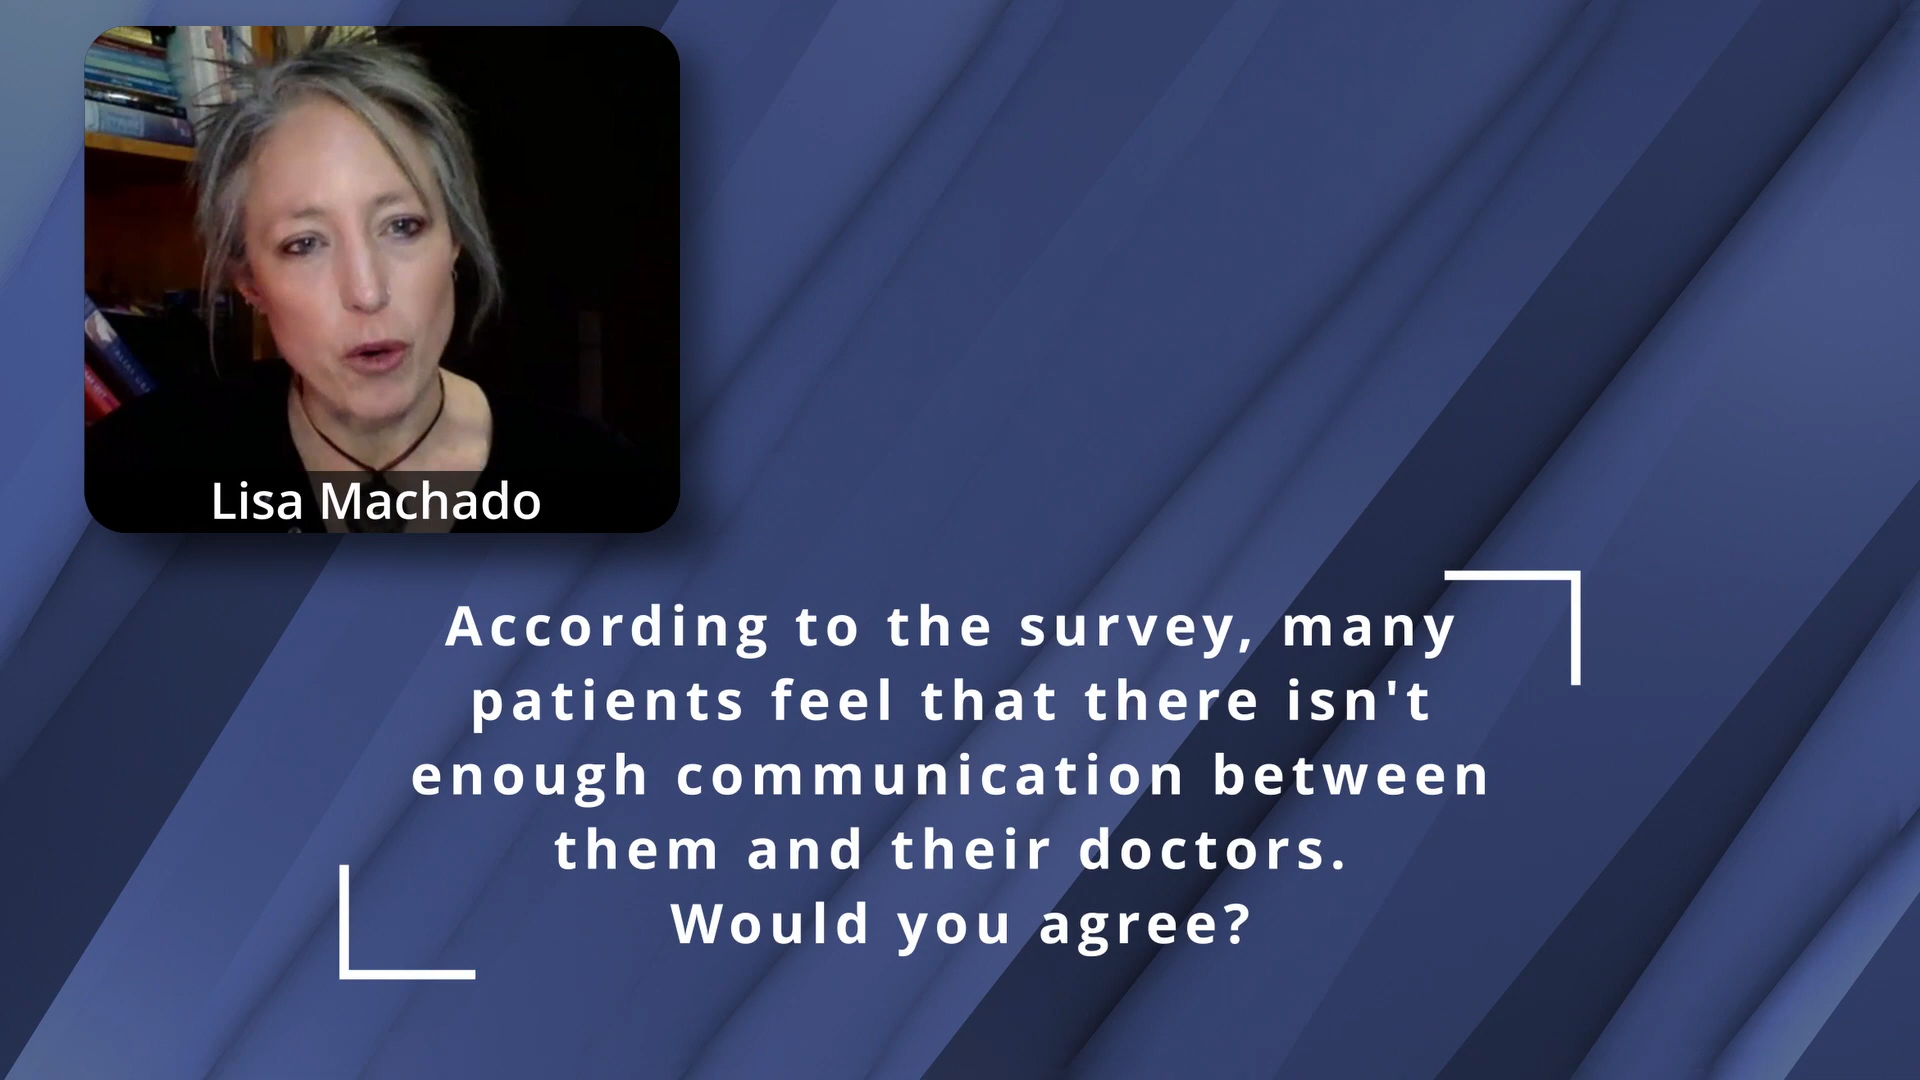 Lisa Machado
According to the survey, many
patients feel that there isn't
enough communication between
them and their doctors.
Would you agree?